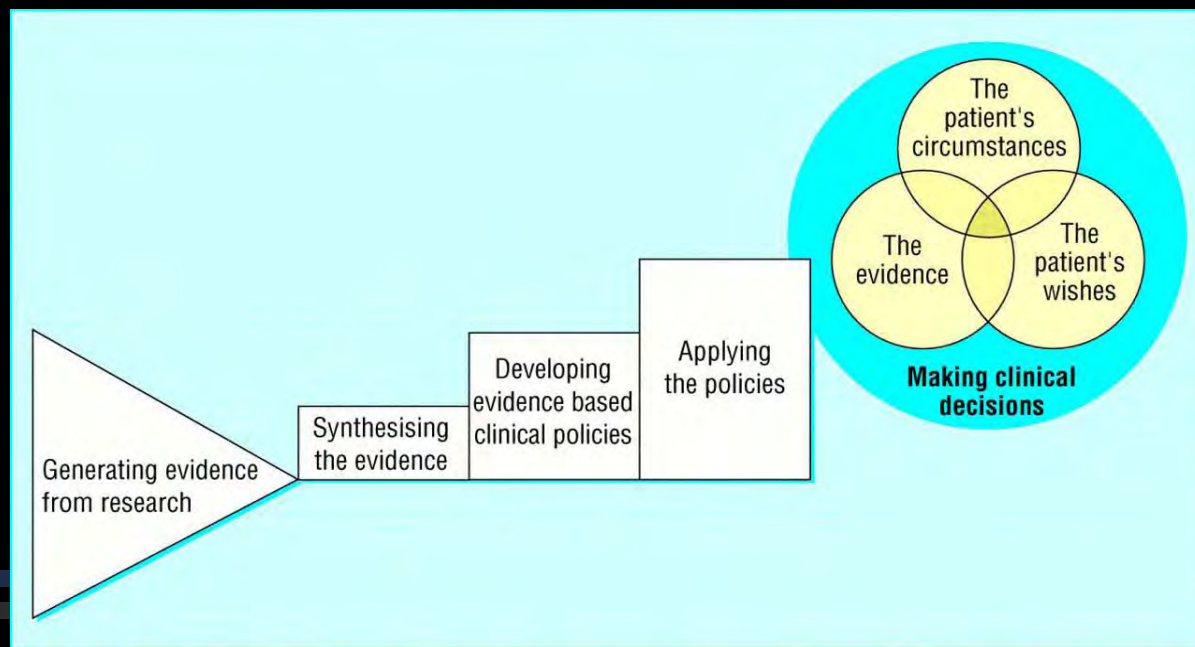 Generating evidence
from research
Synthesising
the evidence
Developing
evidence based
clinical policies
Applying
the policies
The
patient's
circumstances
The
evidence
The
patient's
wishes
Making clinical
decisions